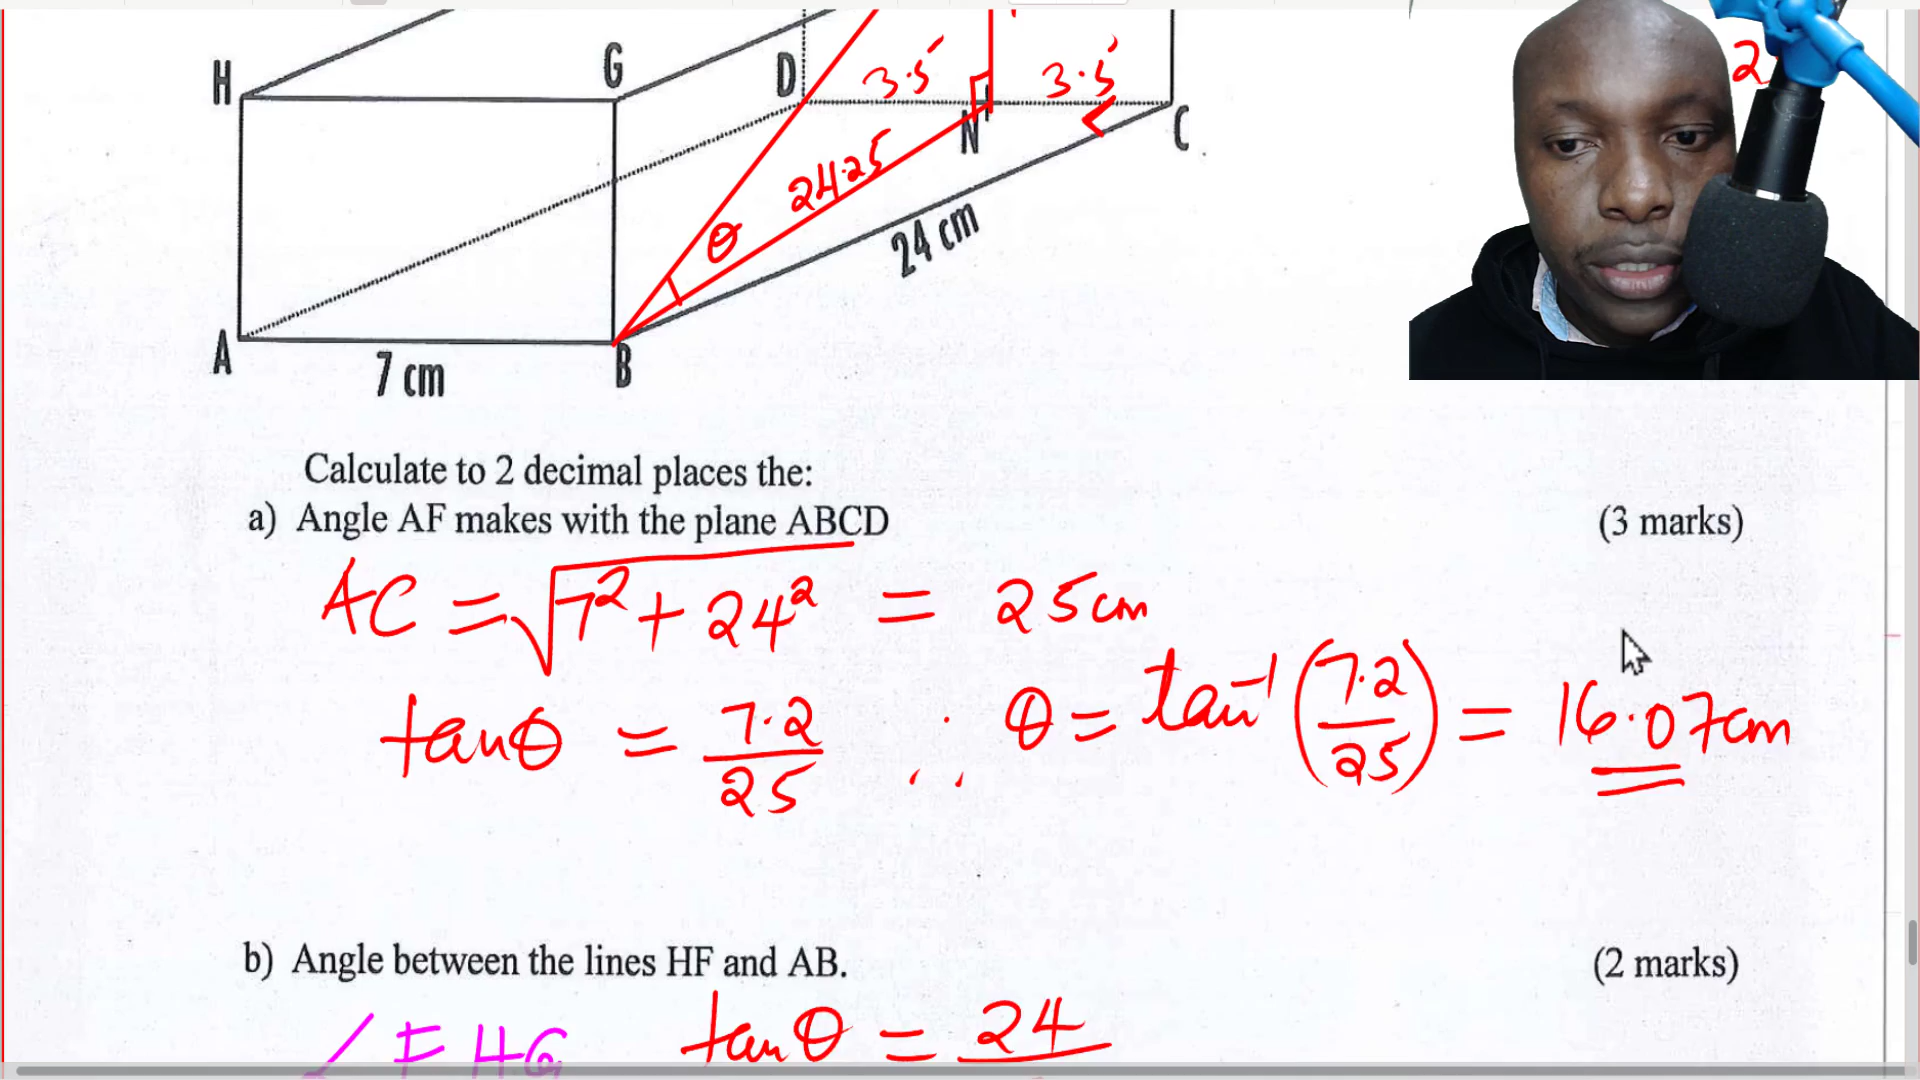 H
G
D
3.5
3.5
2
N
C
24.25
θ
24 cm
A
B
7 cm
Calculate to 2 decimal places the:
a) Angle AF makes with the plane ABCD (3 marks)
AC = √7² + 24² = 25cm
tanθ = 7.2/25 ∴ θ = tan⁻¹(7.2/25) = 16.07cm
b) Angle between the lines HF and AB. (2 marks)
∠FHG tanθ = 24